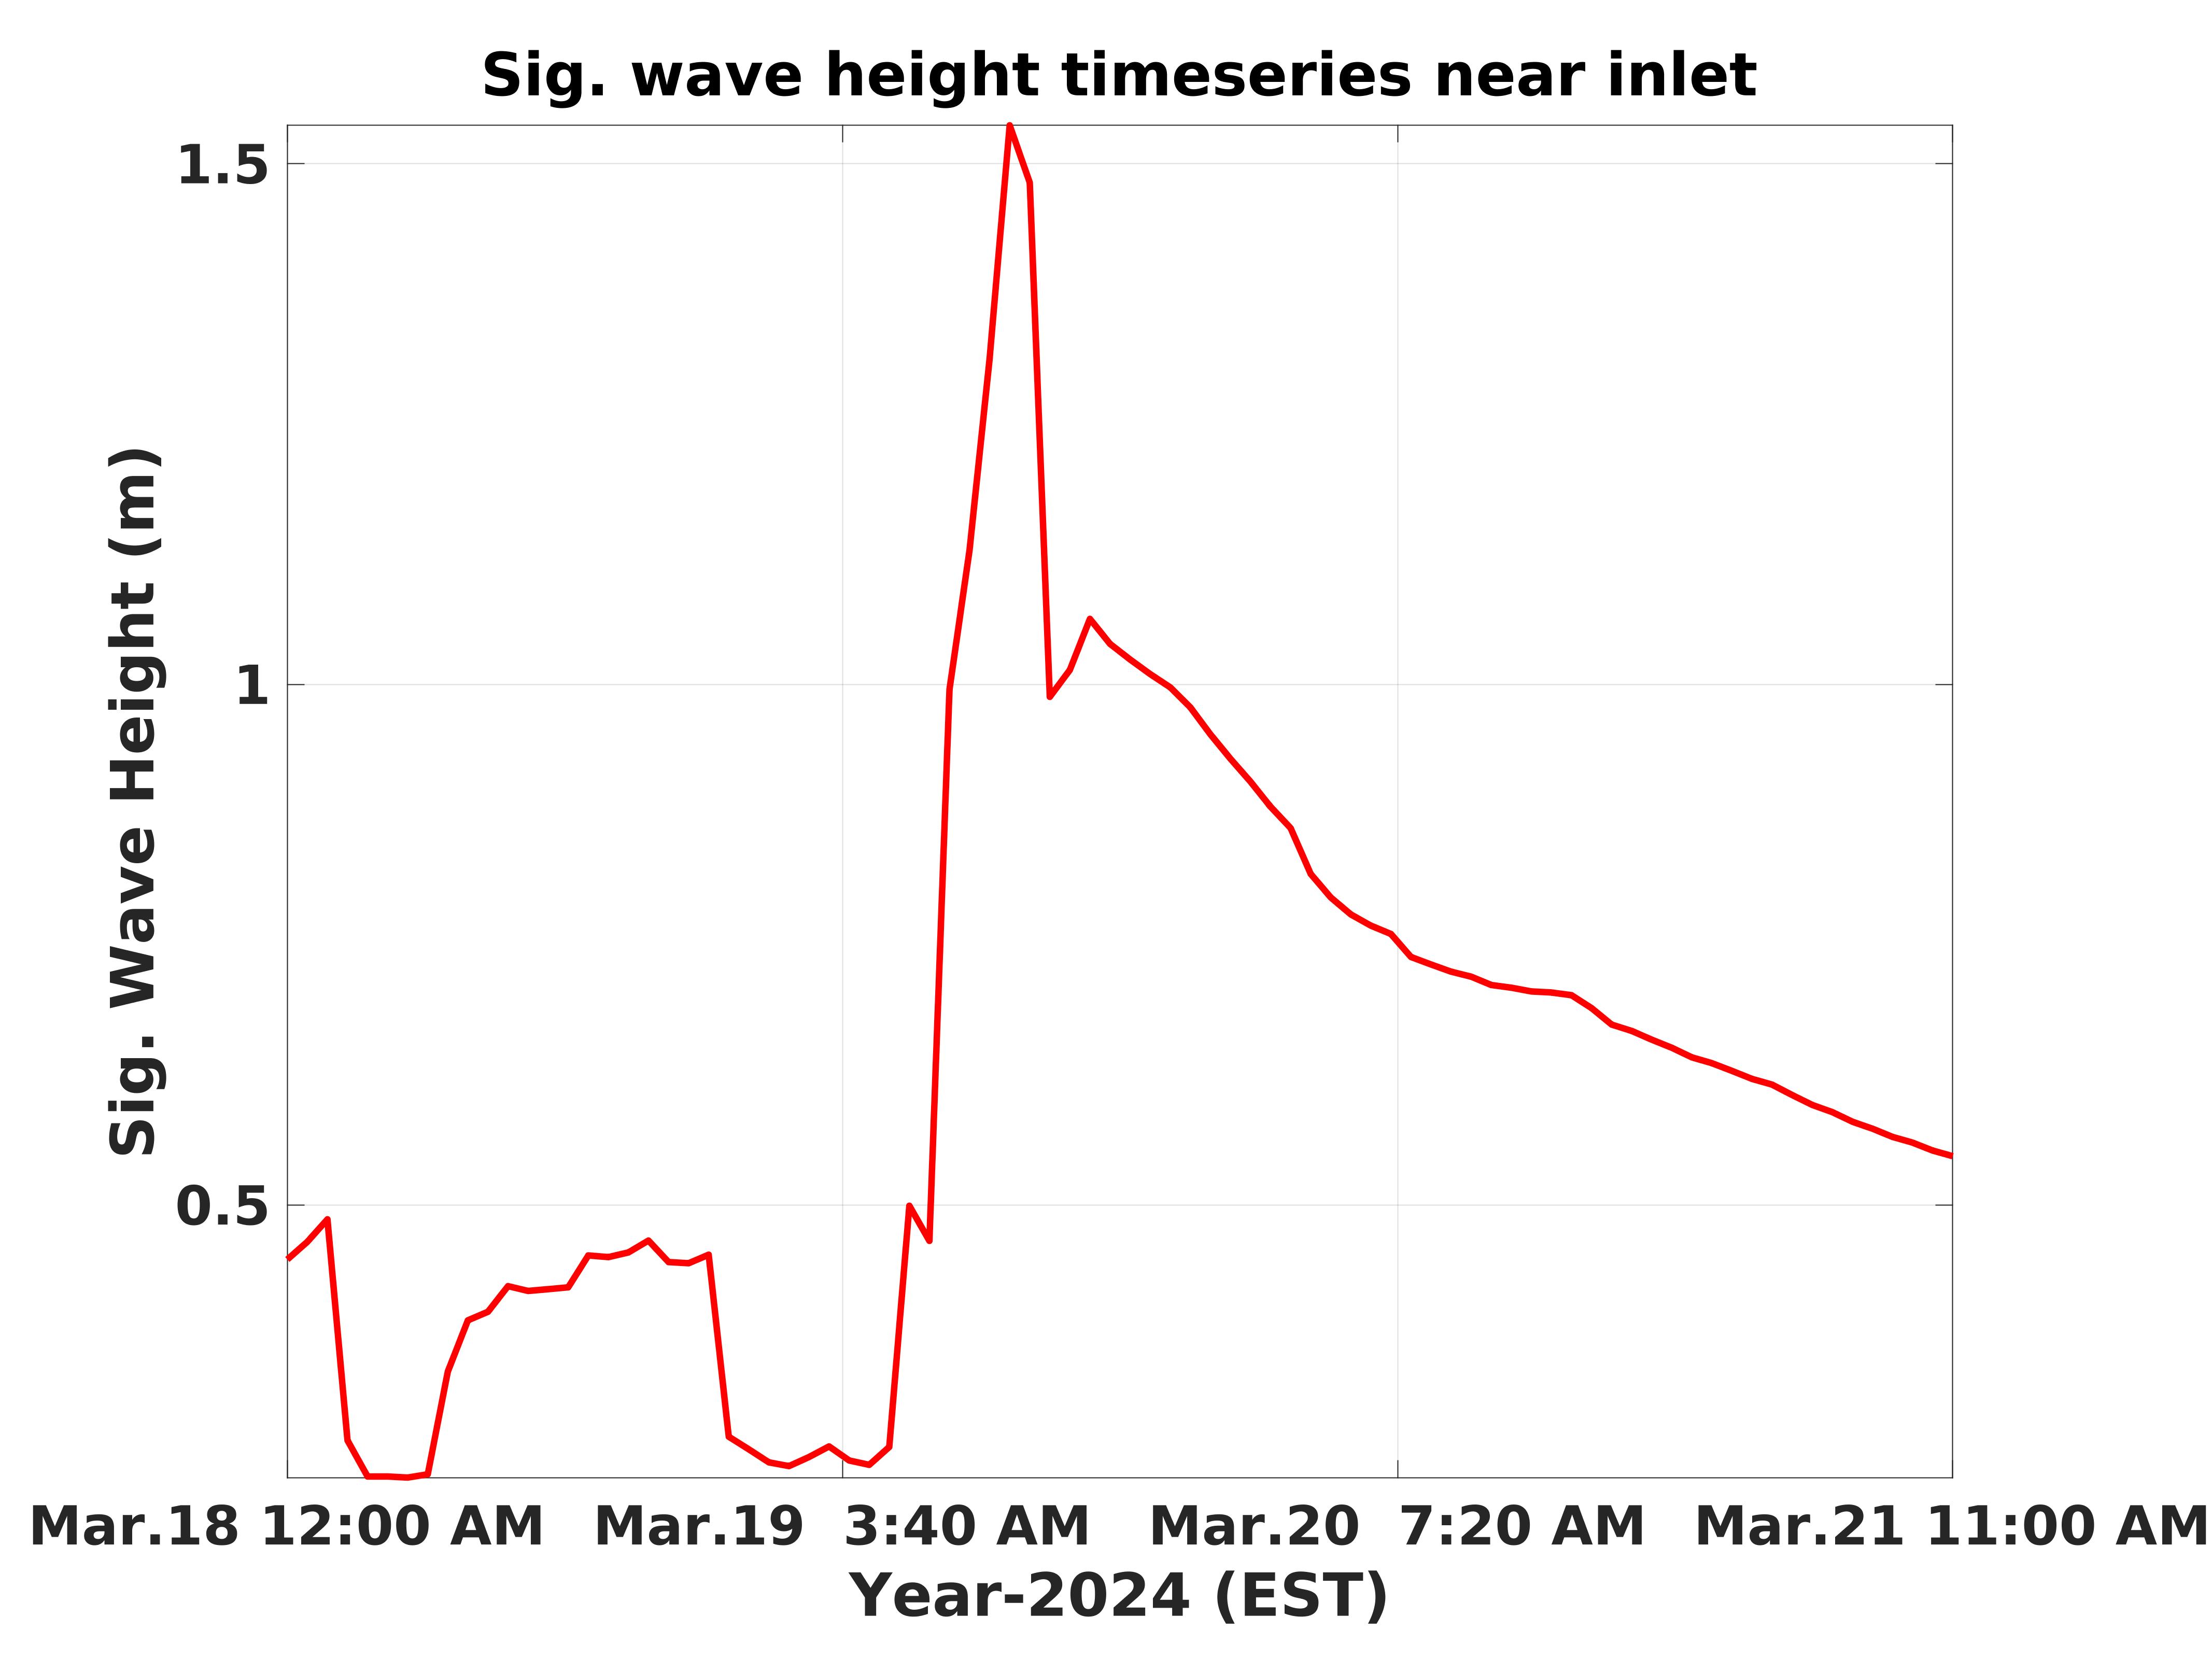 Sig. wave height timeseries near inlet
Sig. Wave Height (m)
1.5
1
0.5
Mar.18 12:00 AM Mar.19 3:40 AM Mar.20 7:20 AM Mar.21 11:00 AM
Year-2024 (EST)